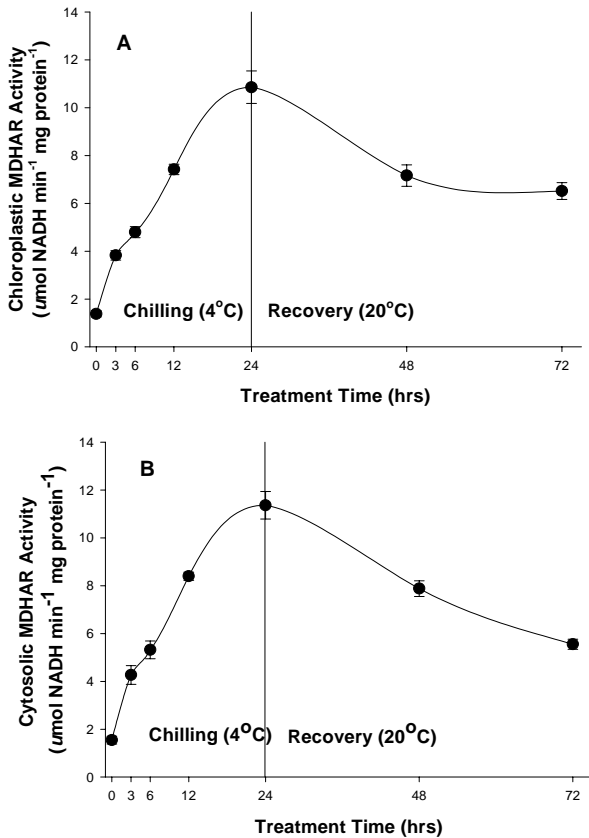 A
Chloroplastic MDHAR Activity
(umol NADH min⁻¹ mg protein⁻¹)
14
12
10
8
6
4
2
0
Chilling (4°C)
Recovery (20°C)
0 3 6 12 24 48 72
Treatment Time (hrs)
B
Cytosolic MDHAR Activity
(umol NADH min⁻¹ mg protein⁻¹)
14
12
10
8
6
4
2
0
Chilling (4°C)
Recovery (20°C)
0 3 6 12 24 48 72
Treatment Time (hrs)